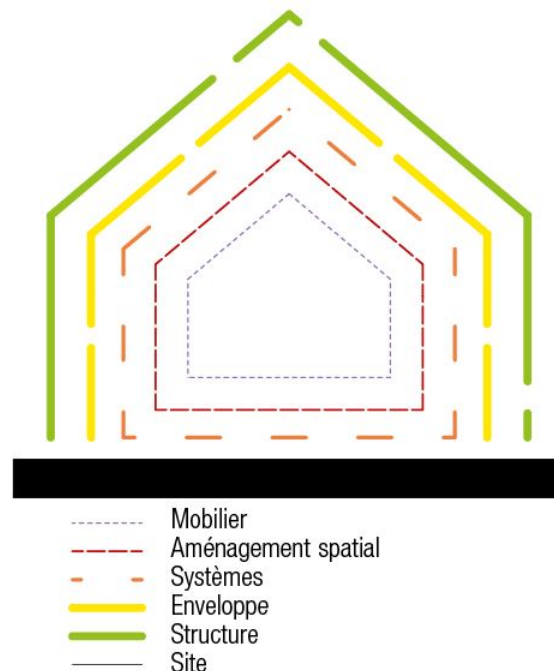 Mobilier
Aménagement spatial
Systèmes
Enveloppe
Structure
Site